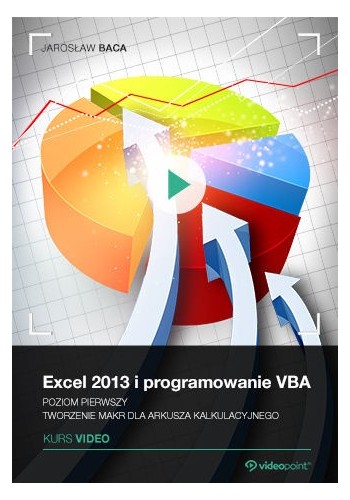 JAROSŁAW BACA
Excel 2013 i programowanie VBA
POZIOM PIERWSZY
TWORZENIE MAKR DLA ARKUSZA KALKULACYJNEGO
KURS VIDEO
videopoint